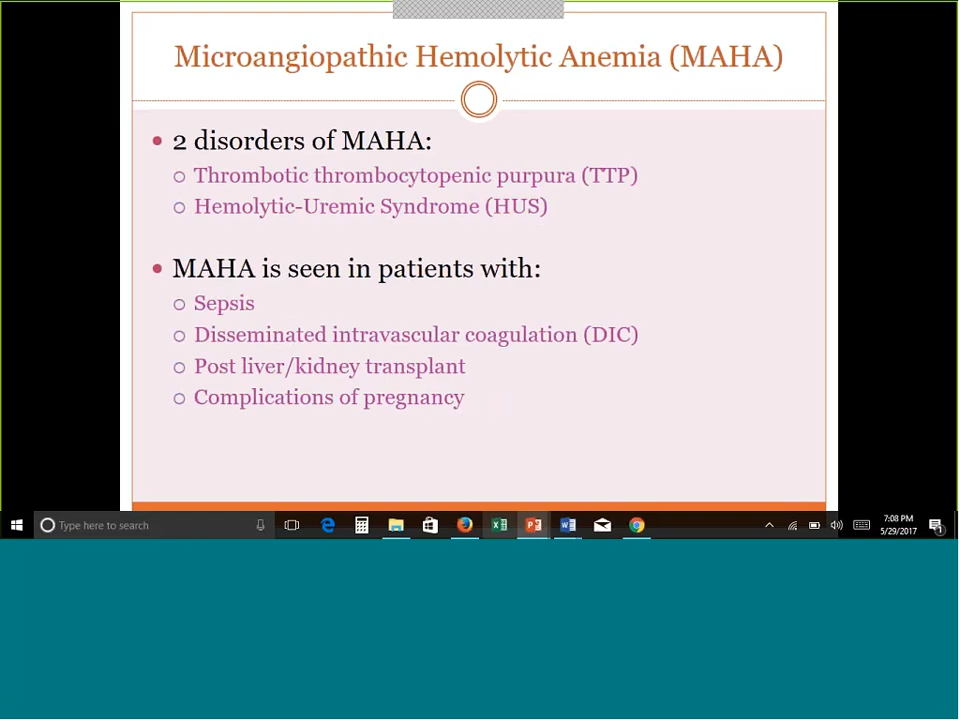 Microangiopathic Hemolytic Anemia (MAHA)
2 disorders of MAHA:
Thrombotic thrombocytopenic purpura (TTP)
Hemolytic-Uremic Syndrome (HUS)
MAHA is seen in patients with:
Sepsis
Disseminated intravascular coagulation (DIC)
Post liver/kidney transplant
Complications of pregnancy
Type here to search
7:08 PM
5/29/2017
1